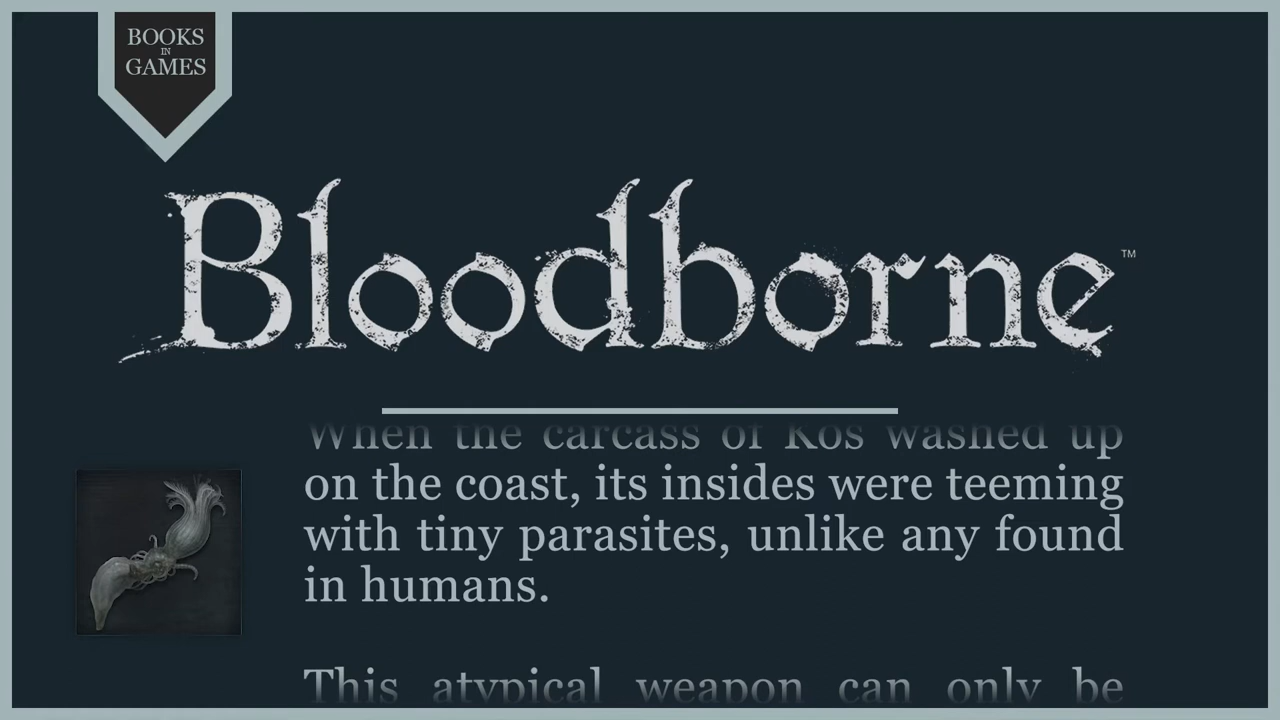 BOOKS
IN
GAMES
Bloodborne™
When the carcass of Kos washed up
on the coast, its insides were teeming
with tiny parasites, unlike any found
in humans.
This atypical weapon can only be